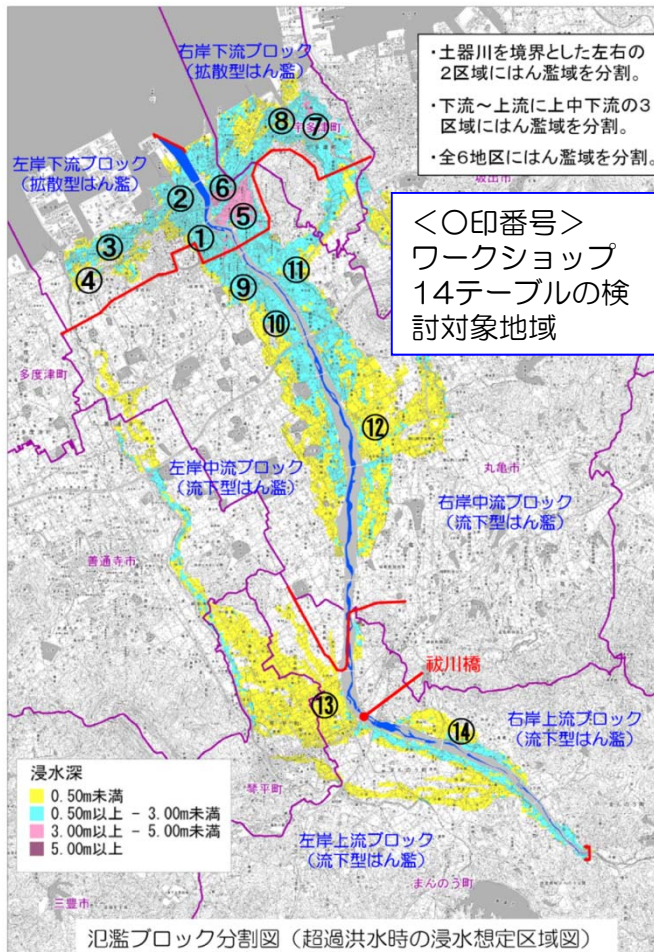 右岸下流ブロック
(拡散型はん濫)
・土器川を境界とした左右の
2区域にはん濫域を分割。
・下流～上流に上中下流の3
区域にはん濫域を分割。
・全6地区にはん濫域を分割。
⑧
⑦
宇多津町
坂出市
左岸下流ブロック
(拡散型はん濫)
②
⑥
⑤
①
③
④
＜〇印番号＞
ワークショップ
14テーブルの検
討対象地域
⑨
⑪
⑩
多度津町
⑫
左岸中流ブロック
(流下型はん濫)
丸亀市
右岸中流ブロック
(流下型はん濫)
善通寺市
祓川橋
⑬
⑭
右岸上流ブロック
(流下型はん濫)
浸水深
0.50m未満
0.50m以上 - 3.00m未満
3.00m以上 - 5.00m未満
5.00m以上
琴平町
左岸上流ブロック
(流下型はん濫)
まんのう町
三豊市
氾濫ブロック分割図（超過洪水時の浸水想定区域図）